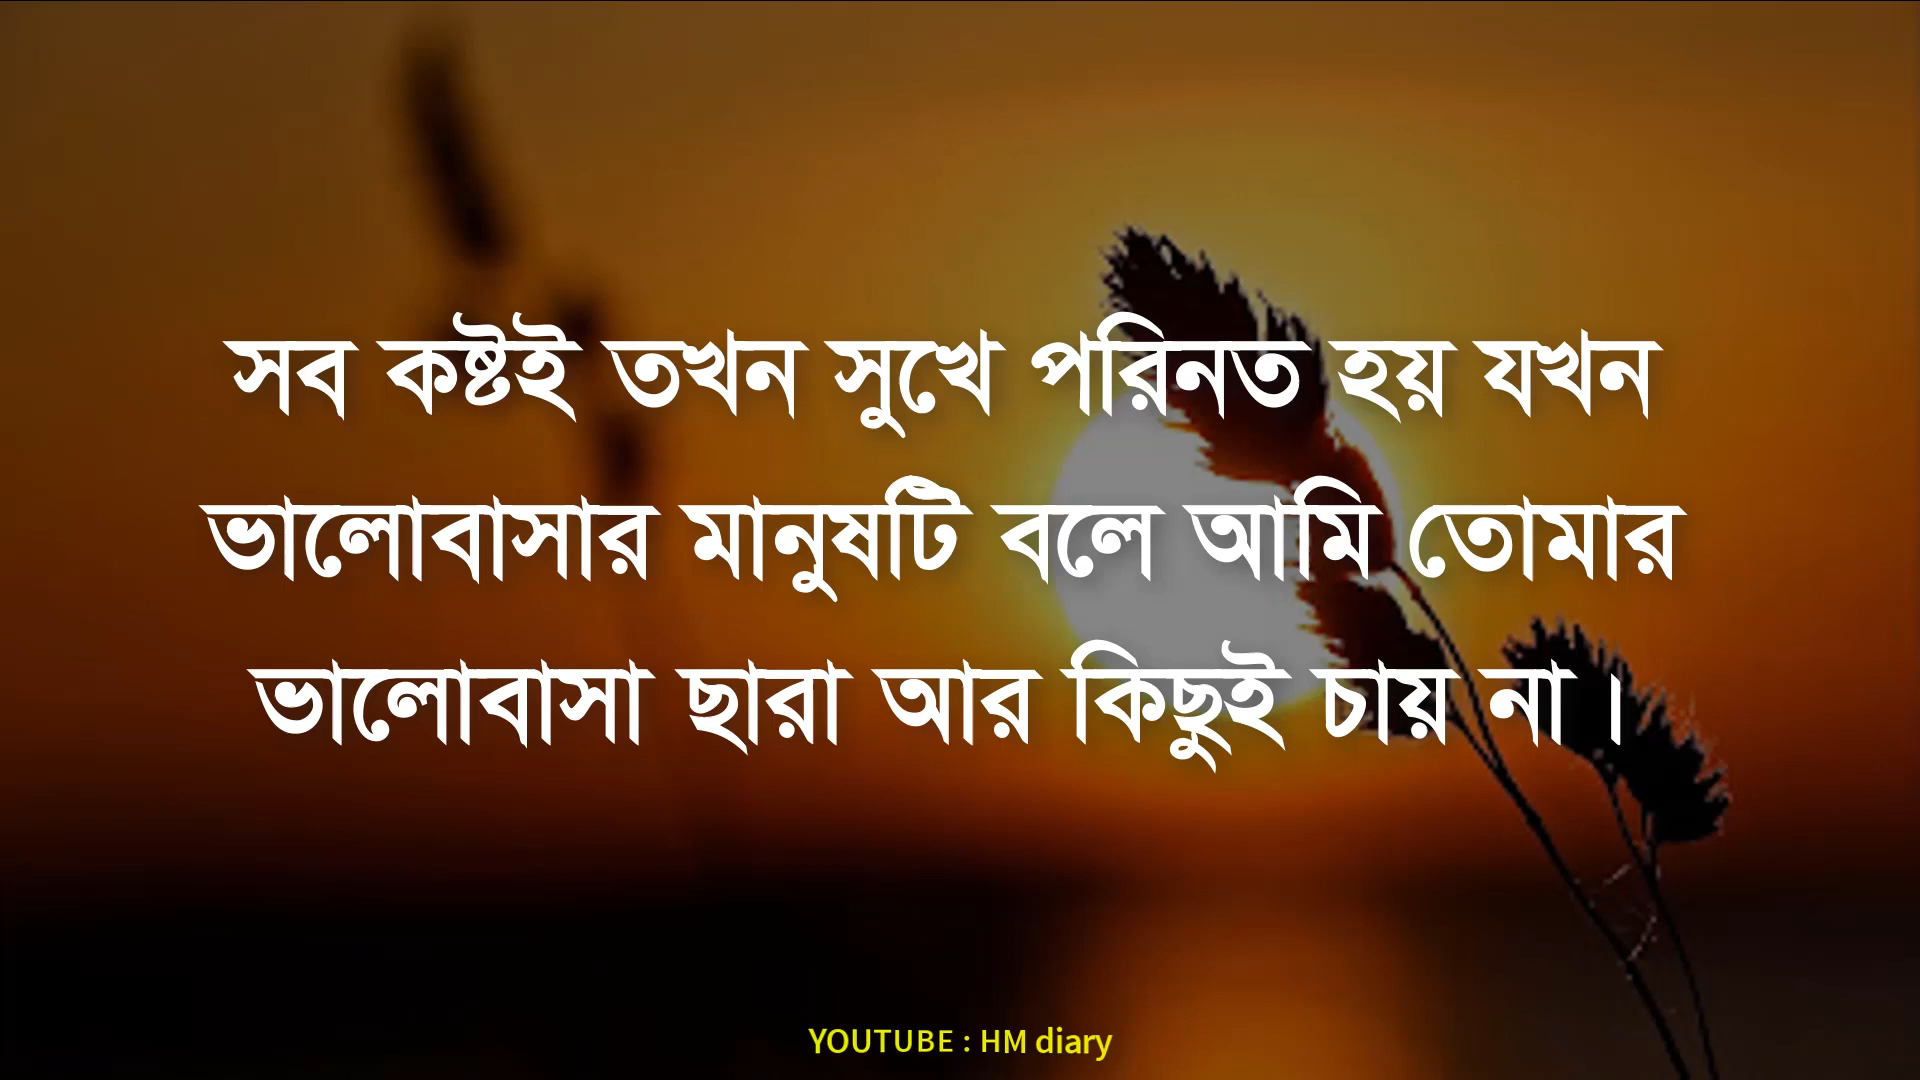 সব কষ্টই তখন সুখে পরিনত হয় যখন
ভালোবাসার মানুষটি বলে আমি তোমার
ভালোবাসা ছারা আর কিছুই চায় না ।
YOUTUBE : HM diary